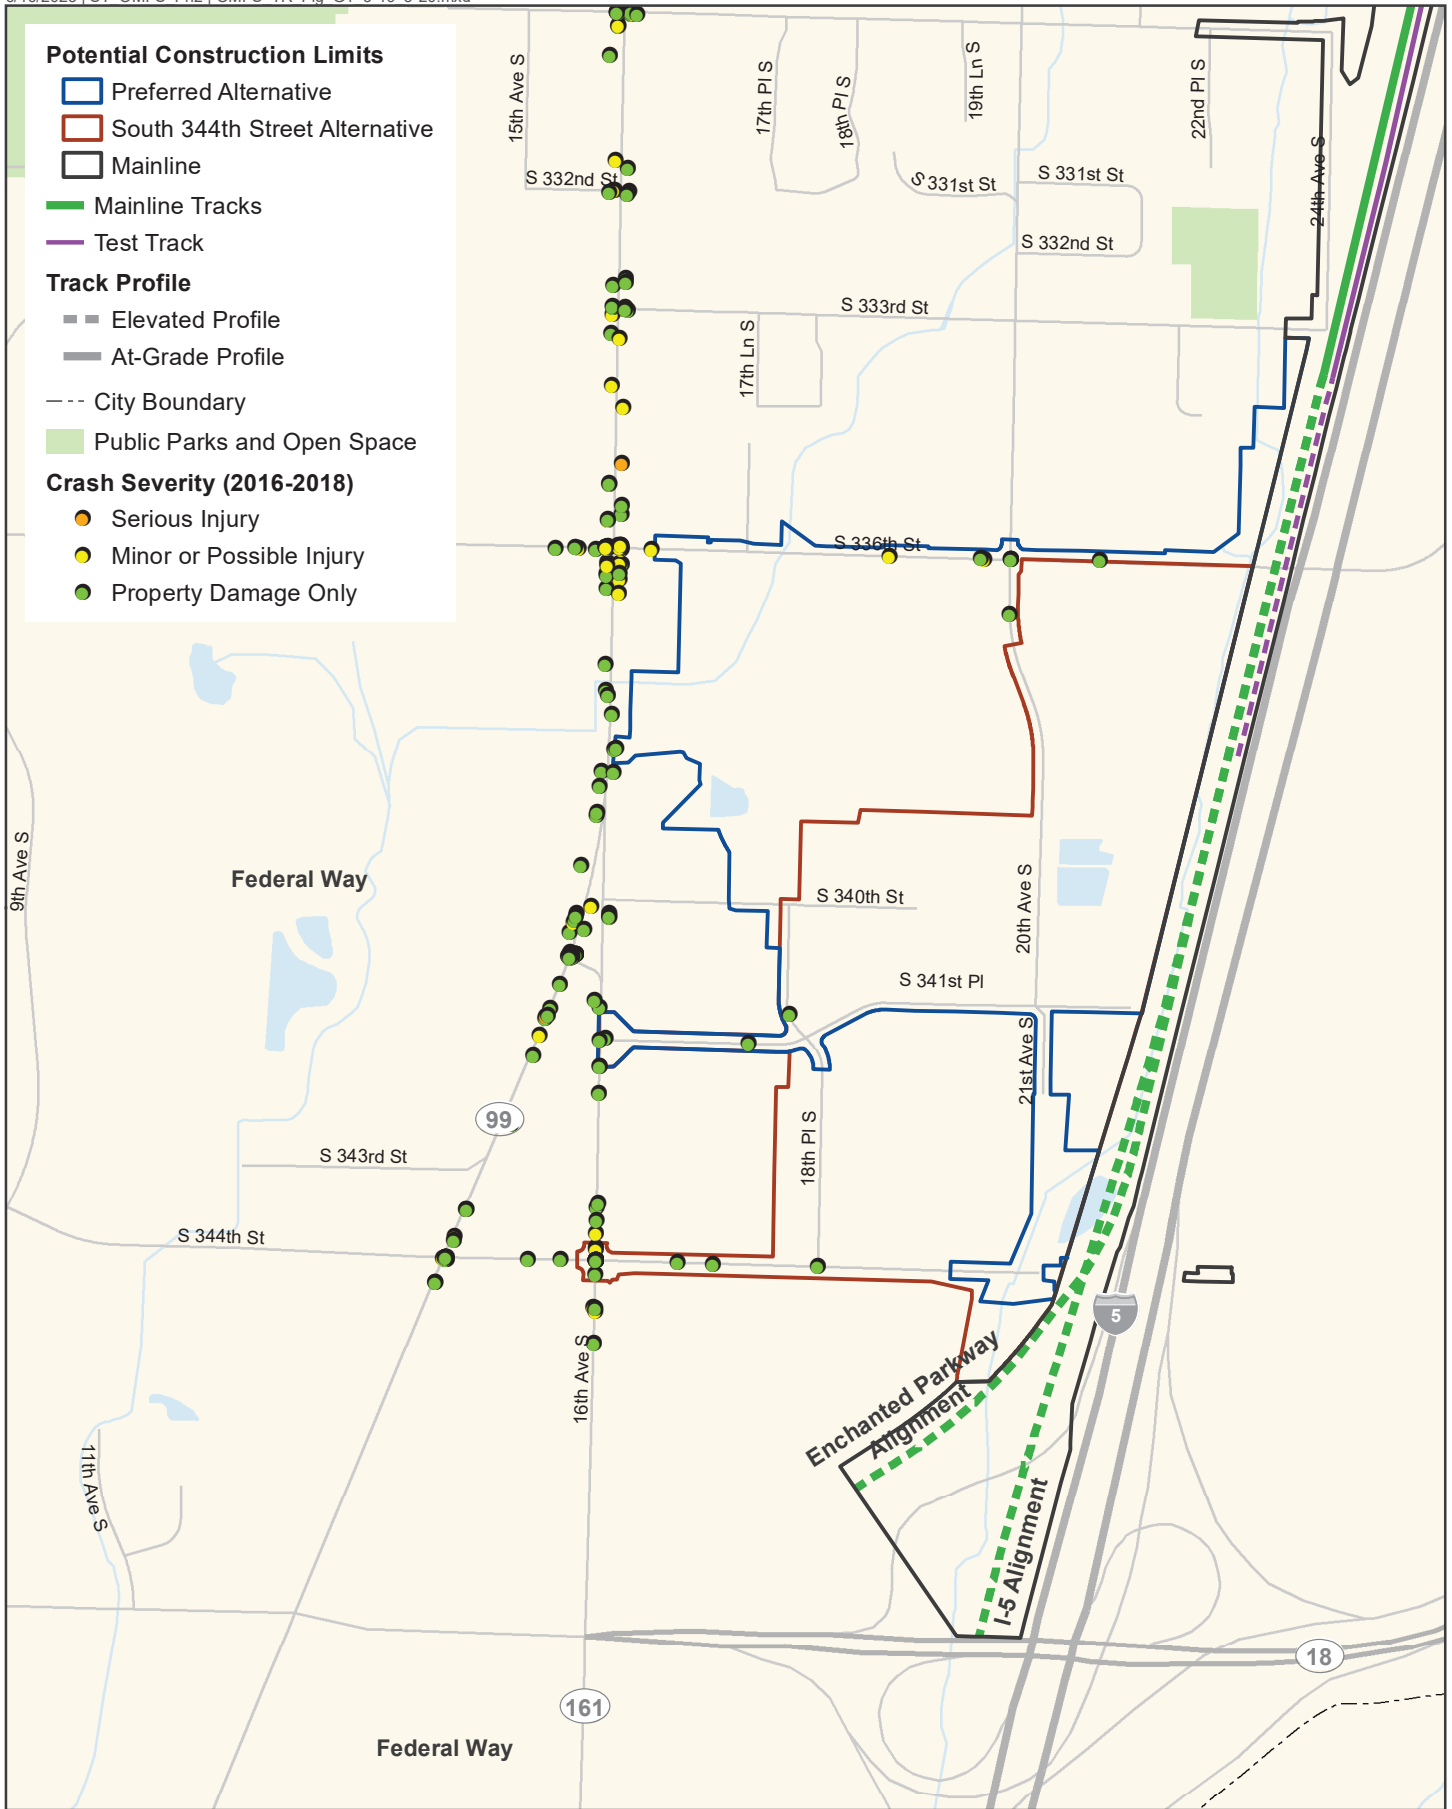 Potential Construction Limits
Preferred Alternative
South 344th Street Alternative
Mainline
Mainline Tracks
Test Track
Track Profile
Elevated Profile
At-Grade Profile
City Boundary
Public Parks and Open Space
Crash Severity (2016-2018)
Serious Injury
Minor or Possible Injury
Property Damage Only
15th Ave S
17th Pl S
18th Pl S
19th Ln S
22nd Pl S
24th Ave S
S 332nd St
S 331st St
S 331st St
S 332nd St
S 333rd St
17th Ln S
S 336th St
9th Ave S
Federal Way
S 340th St
20th Ave S
S 341st Pl
21st Ave S
99
S 343rd St
18th Pl S
S 344th St
5
16th Ave S
Enchanted Parkway
Alignment
11th Ave S
I-5 Alignment
18
161
Federal Way